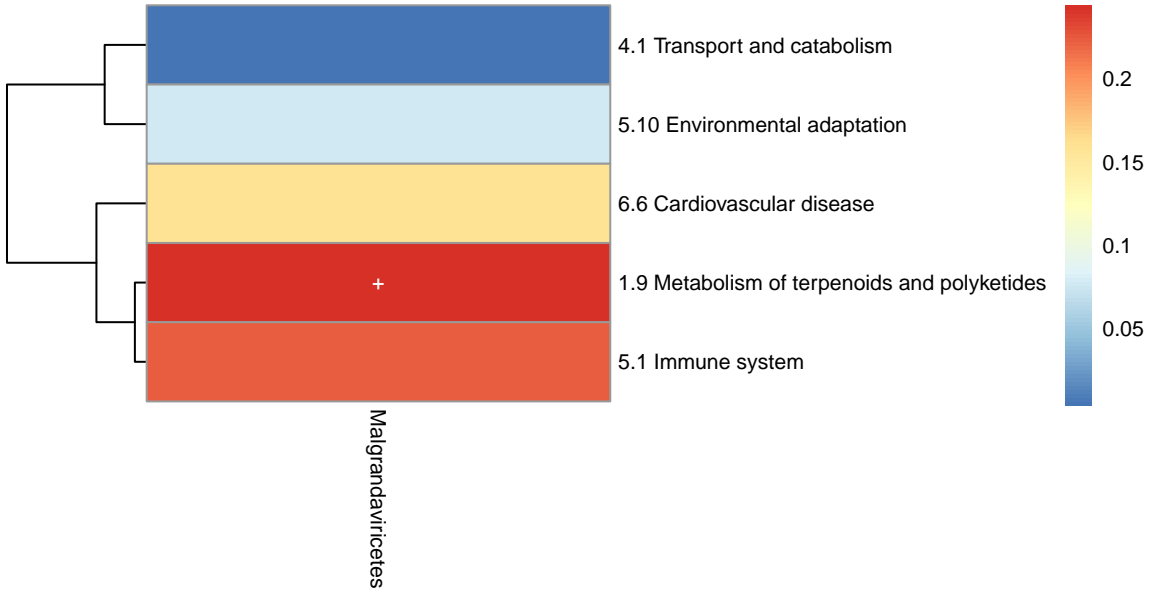 4.1 Transport and catabolism
5.10 Environmental adaptation
6.6 Cardiovascular disease
+
1.9 Metabolism of terpenoids and polyketides
5.1 Immune system
Malgrandaviricetes
0.2
0.15
0.1
0.05